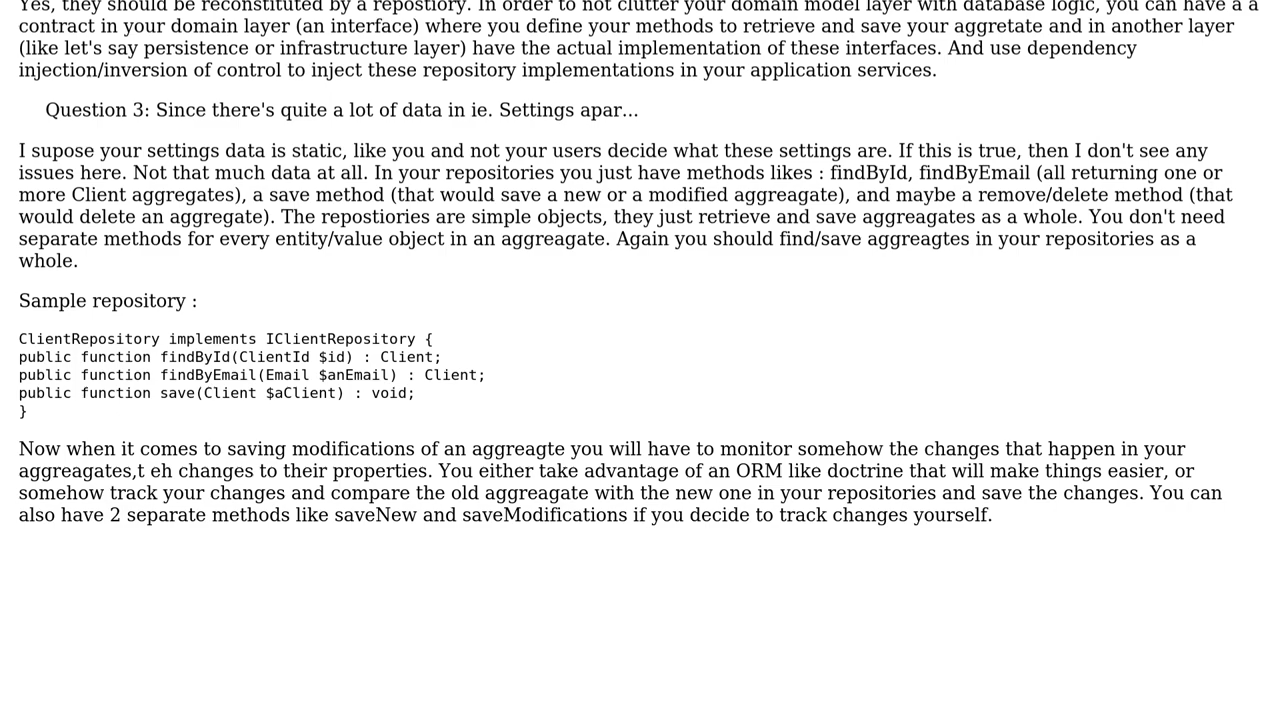 Yes, they should be reconstituted by a repostiory. In order to not clutter your domain model layer with database logic, you can have a a
contract in your domain layer (an interface) where you define your methods to retrieve and save your aggretate and in another layer
(like let's say persistence or infrastructure layer) have the actual implementation of these interfaces. And use dependency
injection/inversion of control to inject these repository implementations in your application services.
Question 3: Since there's quite a lot of data in ie. Settings apar...
I supose your settings data is static, like you and not your users decide what these settings are. If this is true, then I don't see any
issues here. Not that much data at all. In your repositories you just have methods likes : findById, findByEmail (all returning one or
more Client aggregates), a save method (that would save a new or a modified aggreagate), and maybe a remove/delete method (that
would delete an aggregate). The repostiories are simple objects, they just retrieve and save aggreagates as a whole. You don't need
separate methods for every entity/value object in an aggreagate. Again you should find/save aggreagtes in your repositories as a
whole.
Sample repository :
ClientRepository implements IClientRepository {
public function findById(ClientId $id) : Client;
public function findByEmail(Email $anEmail) : Client;
public function save(Client $aClient) : void;
}
Now when it comes to saving modifications of an aggreagte you will have to monitor somehow the changes that happen in your
aggreagates,t eh changes to their properties. You either take advantage of an ORM like doctrine that will make things easier, or
somehow track your changes and compare the old aggreagate with the new one in your repositories and save the changes. You can
also have 2 separate methods like saveNew and saveModifications if you decide to track changes yourself.